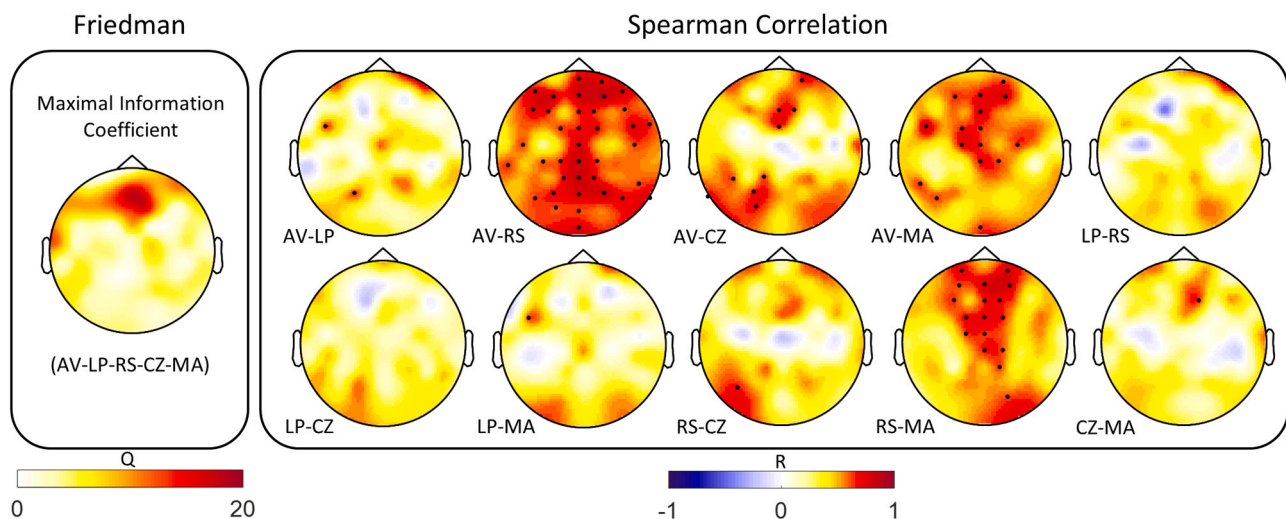 Friedman
Spearman Correlation
Maximal Information
Coefficient
(AV-LP-RS-CZ-MA)
AV-LP
AV-RS
AV-CZ
AV-MA
LP-RS
LP-CZ
LP-MA
RS-CZ
RS-MA
CZ-MA
Q
0
20
R
-1
0
1